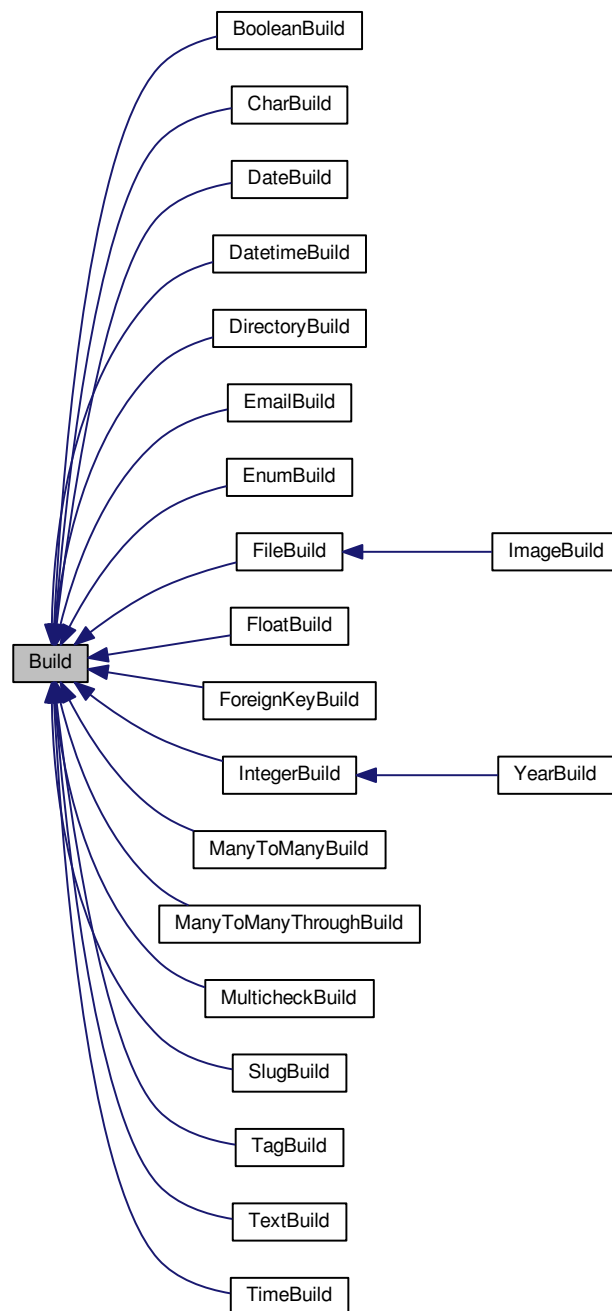 BooleanBuild
CharBuild
DateBuild
DatetimeBuild
DirectoryBuild
EmailBuild
EnumBuild
FileBuild
ImageBuild
FloatBuild
Build
ForeignKeyBuild
IntegerBuild
YearBuild
ManyToManyBuild
ManyToManyThroughBuild
MulticheckBuild
SlugBuild
TagBuild
TextBuild
TimeBuild